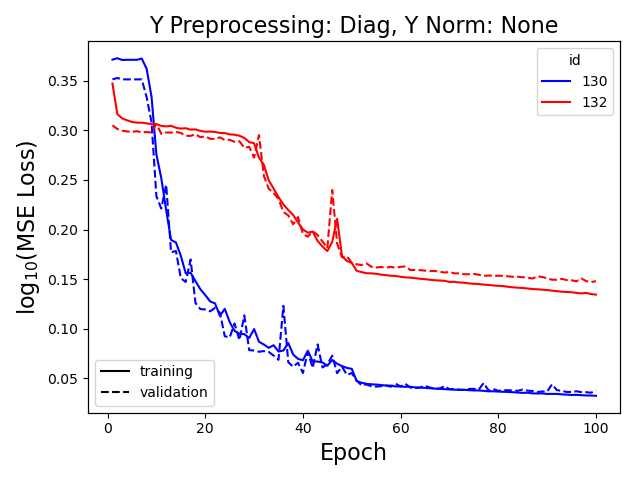 Y Preprocessing: Diag, Y Norm: None
log₁₀(MSE Loss)
0.35
0.30
0.25
0.20
0.15
0.10
0.05
id
130
132
training
validation
0 20 40 60 80 100
Epoch